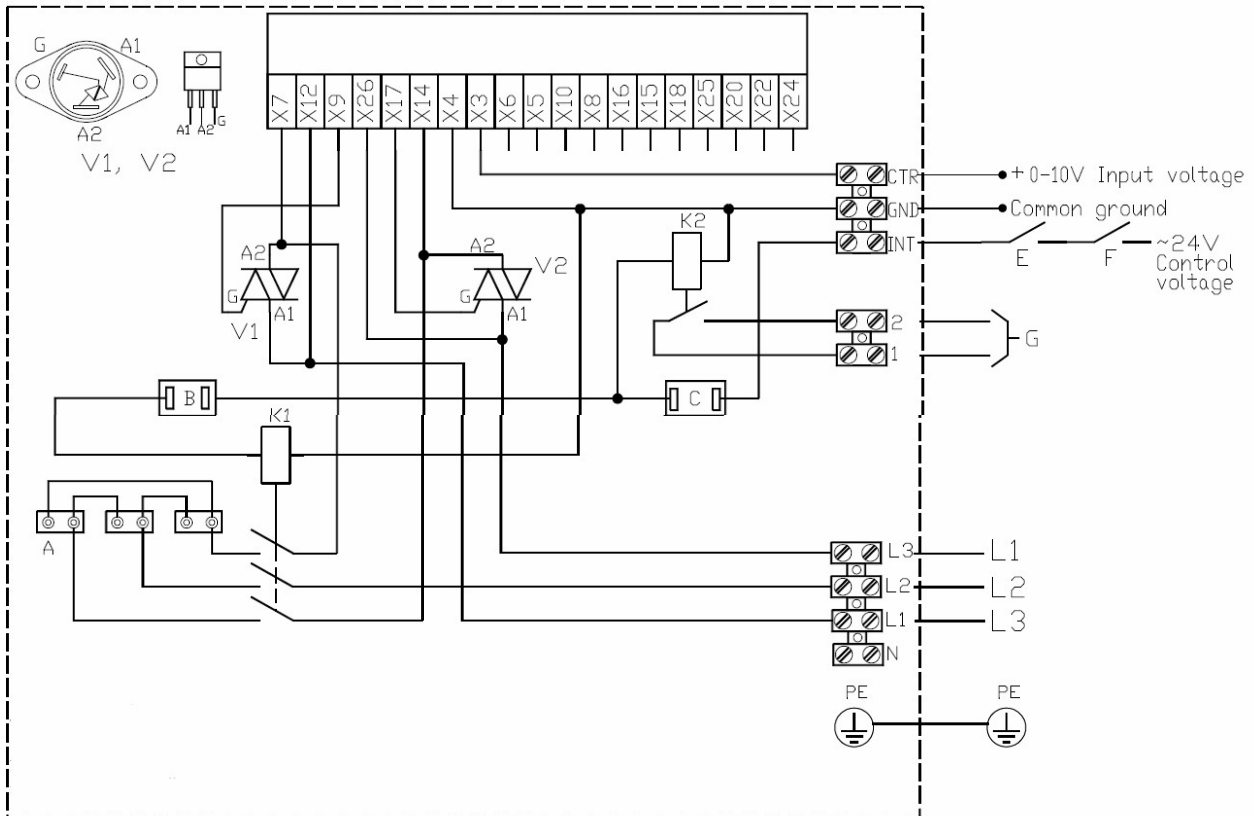 G A1
A2
A1 A2 G
V1, V2
X7 X12 X9 X26 X17 X14 X4 X3 X6 X5 X10 X8 X16 X15 X18 X25 X20 X22 X24
CTR + 0-10V Input voltage
GND Common ground
INT E F ~24V
Control
voltage
K2
A2 G A1 V1
A2 V2 G A1
2
1 G
B C
K1
A
L3 L1
L2 L2
L1 L3
N
PE PE